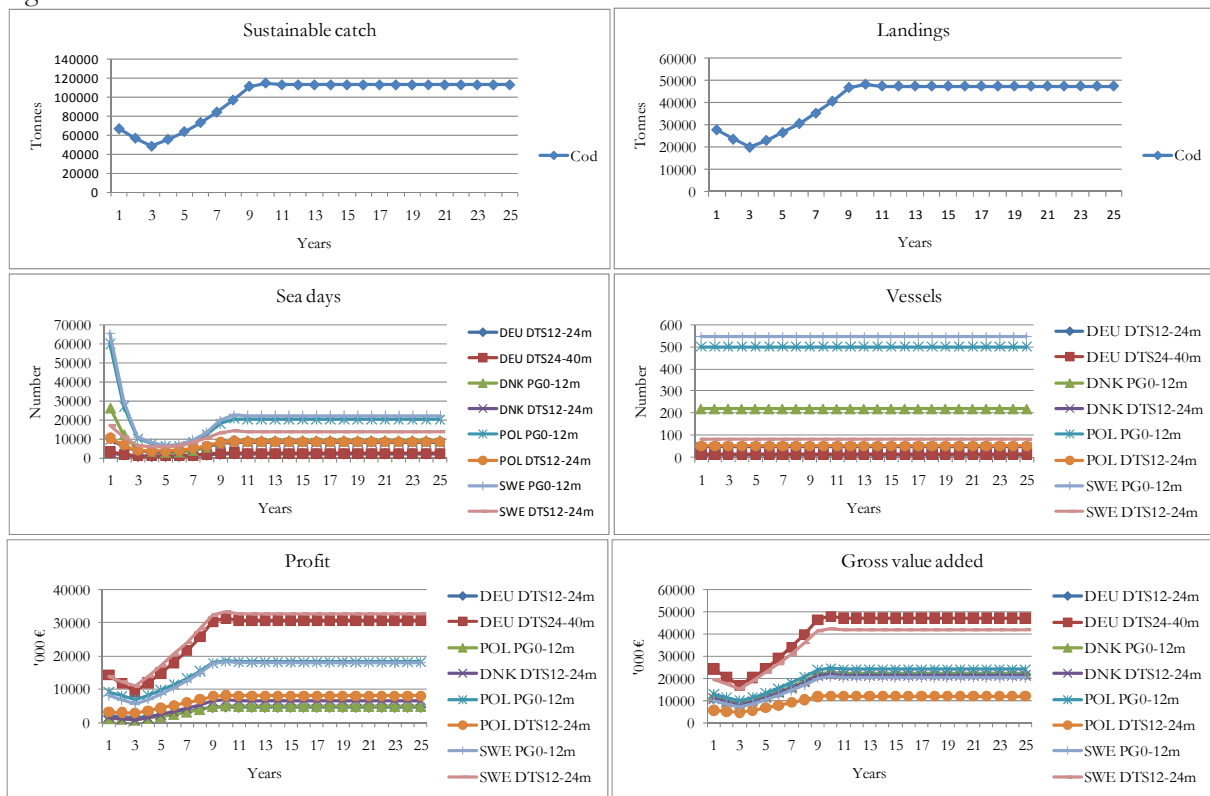 Sustainable catch
140000
120000
100000
80000
60000
40000
20000
0
Tonnes
1 3 5 7 9 11 13 15 17 19 21 23 25
Years
Cod
Landings
60000
50000
40000
30000
20000
10000
0
Tonnes
1 3 5 7 9 11 13 15 17 19 21 23 25
Years
Cod
Sea days
70000
60000
50000
40000
30000
20000
10000
0
Number
1 3 5 7 9 11 13 15 17 19 21 23 25
Years
DEU DTS12-24m
DEU DTS24-40m
DNK PG0-12m
DNK DTS12-24m
POL PG0-12m
POL DTS12-24m
SWE PG0-12m
SWE DTS12-24m
Vessels
600
500
400
300
200
100
0
Number
1 3 5 7 9 11 13 15 17 19 21 23 25
Years
DEU DTS12-24m
DEU DTS24-40m
DNK PG0-12m
DNK DTS12-24m
POL PG0-12m
POL DTS12-24m
SWE PG0-12m
SWE DTS12-24m
Profit
40000
30000
20000
10000
0
'000 €
1 3 5 7 9 11 13 15 17 19 21 23 25
Years
DEU DTS12-24m
DEU DTS24-40m
POL PG0-12m
DNK DTS12-24m
POL PG0-12m
POL DTS12-24m
SWE PG0-12m
SWE DTS12-24m
Gross value added
60000
50000
40000
30000
20000
10000
0
'000 €
1 3 5 7 9 11 13 15 17 19 21 23 25
Years
DEU DTS12-24m
DEU DTS24-40m
DNK PG0-12m
DNK DTS12-24m
POL PG0-12m
POL DTS12-24m
SWE PG0-12m
SWE DTS12-24m